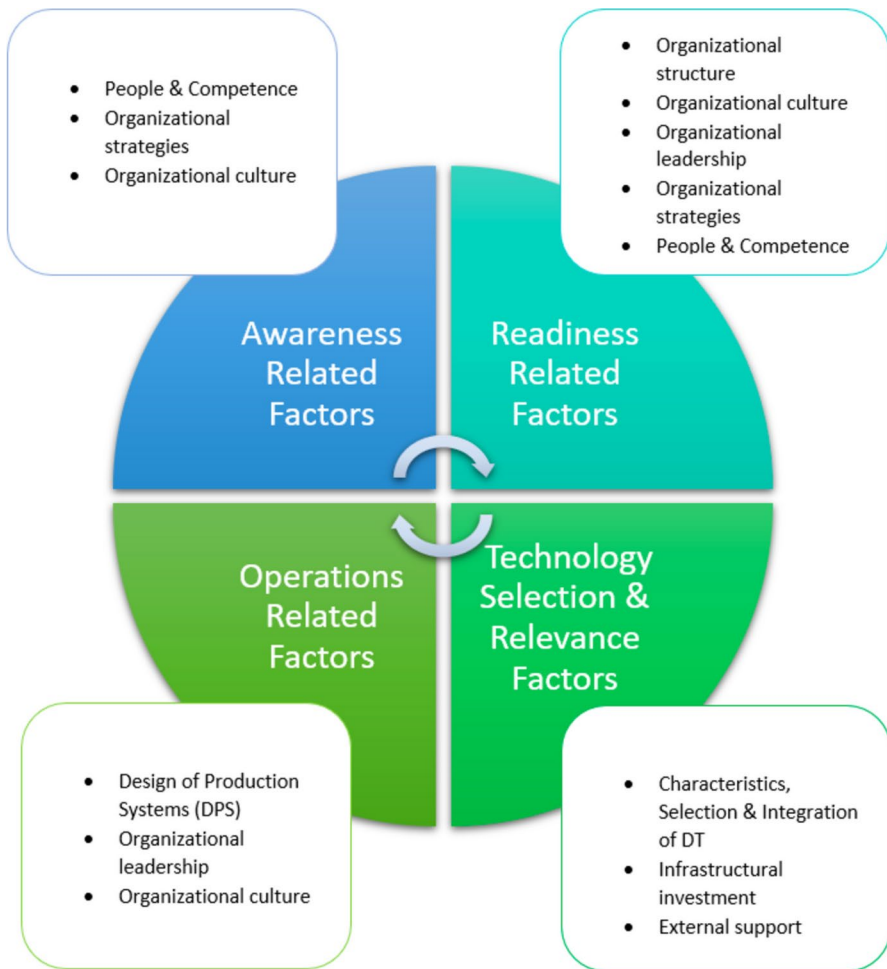 • People & Competence
• Organizational
strategies
• Organizational culture
• Organizational
structure
• Organizational culture
• Organizational
leadership
• Organizational
strategies
• People & Competence
Awareness
Related
Factors
Readiness
Related
Factors
Operations
Related
Factors
Technology
Selection &
Relevance
Factors
• Design of Production
Systems (DPS)
• Organizational
leadership
• Organizational culture
• Characteristics,
Selection & Integration
of DT
• Infrastructural
investment
• External support